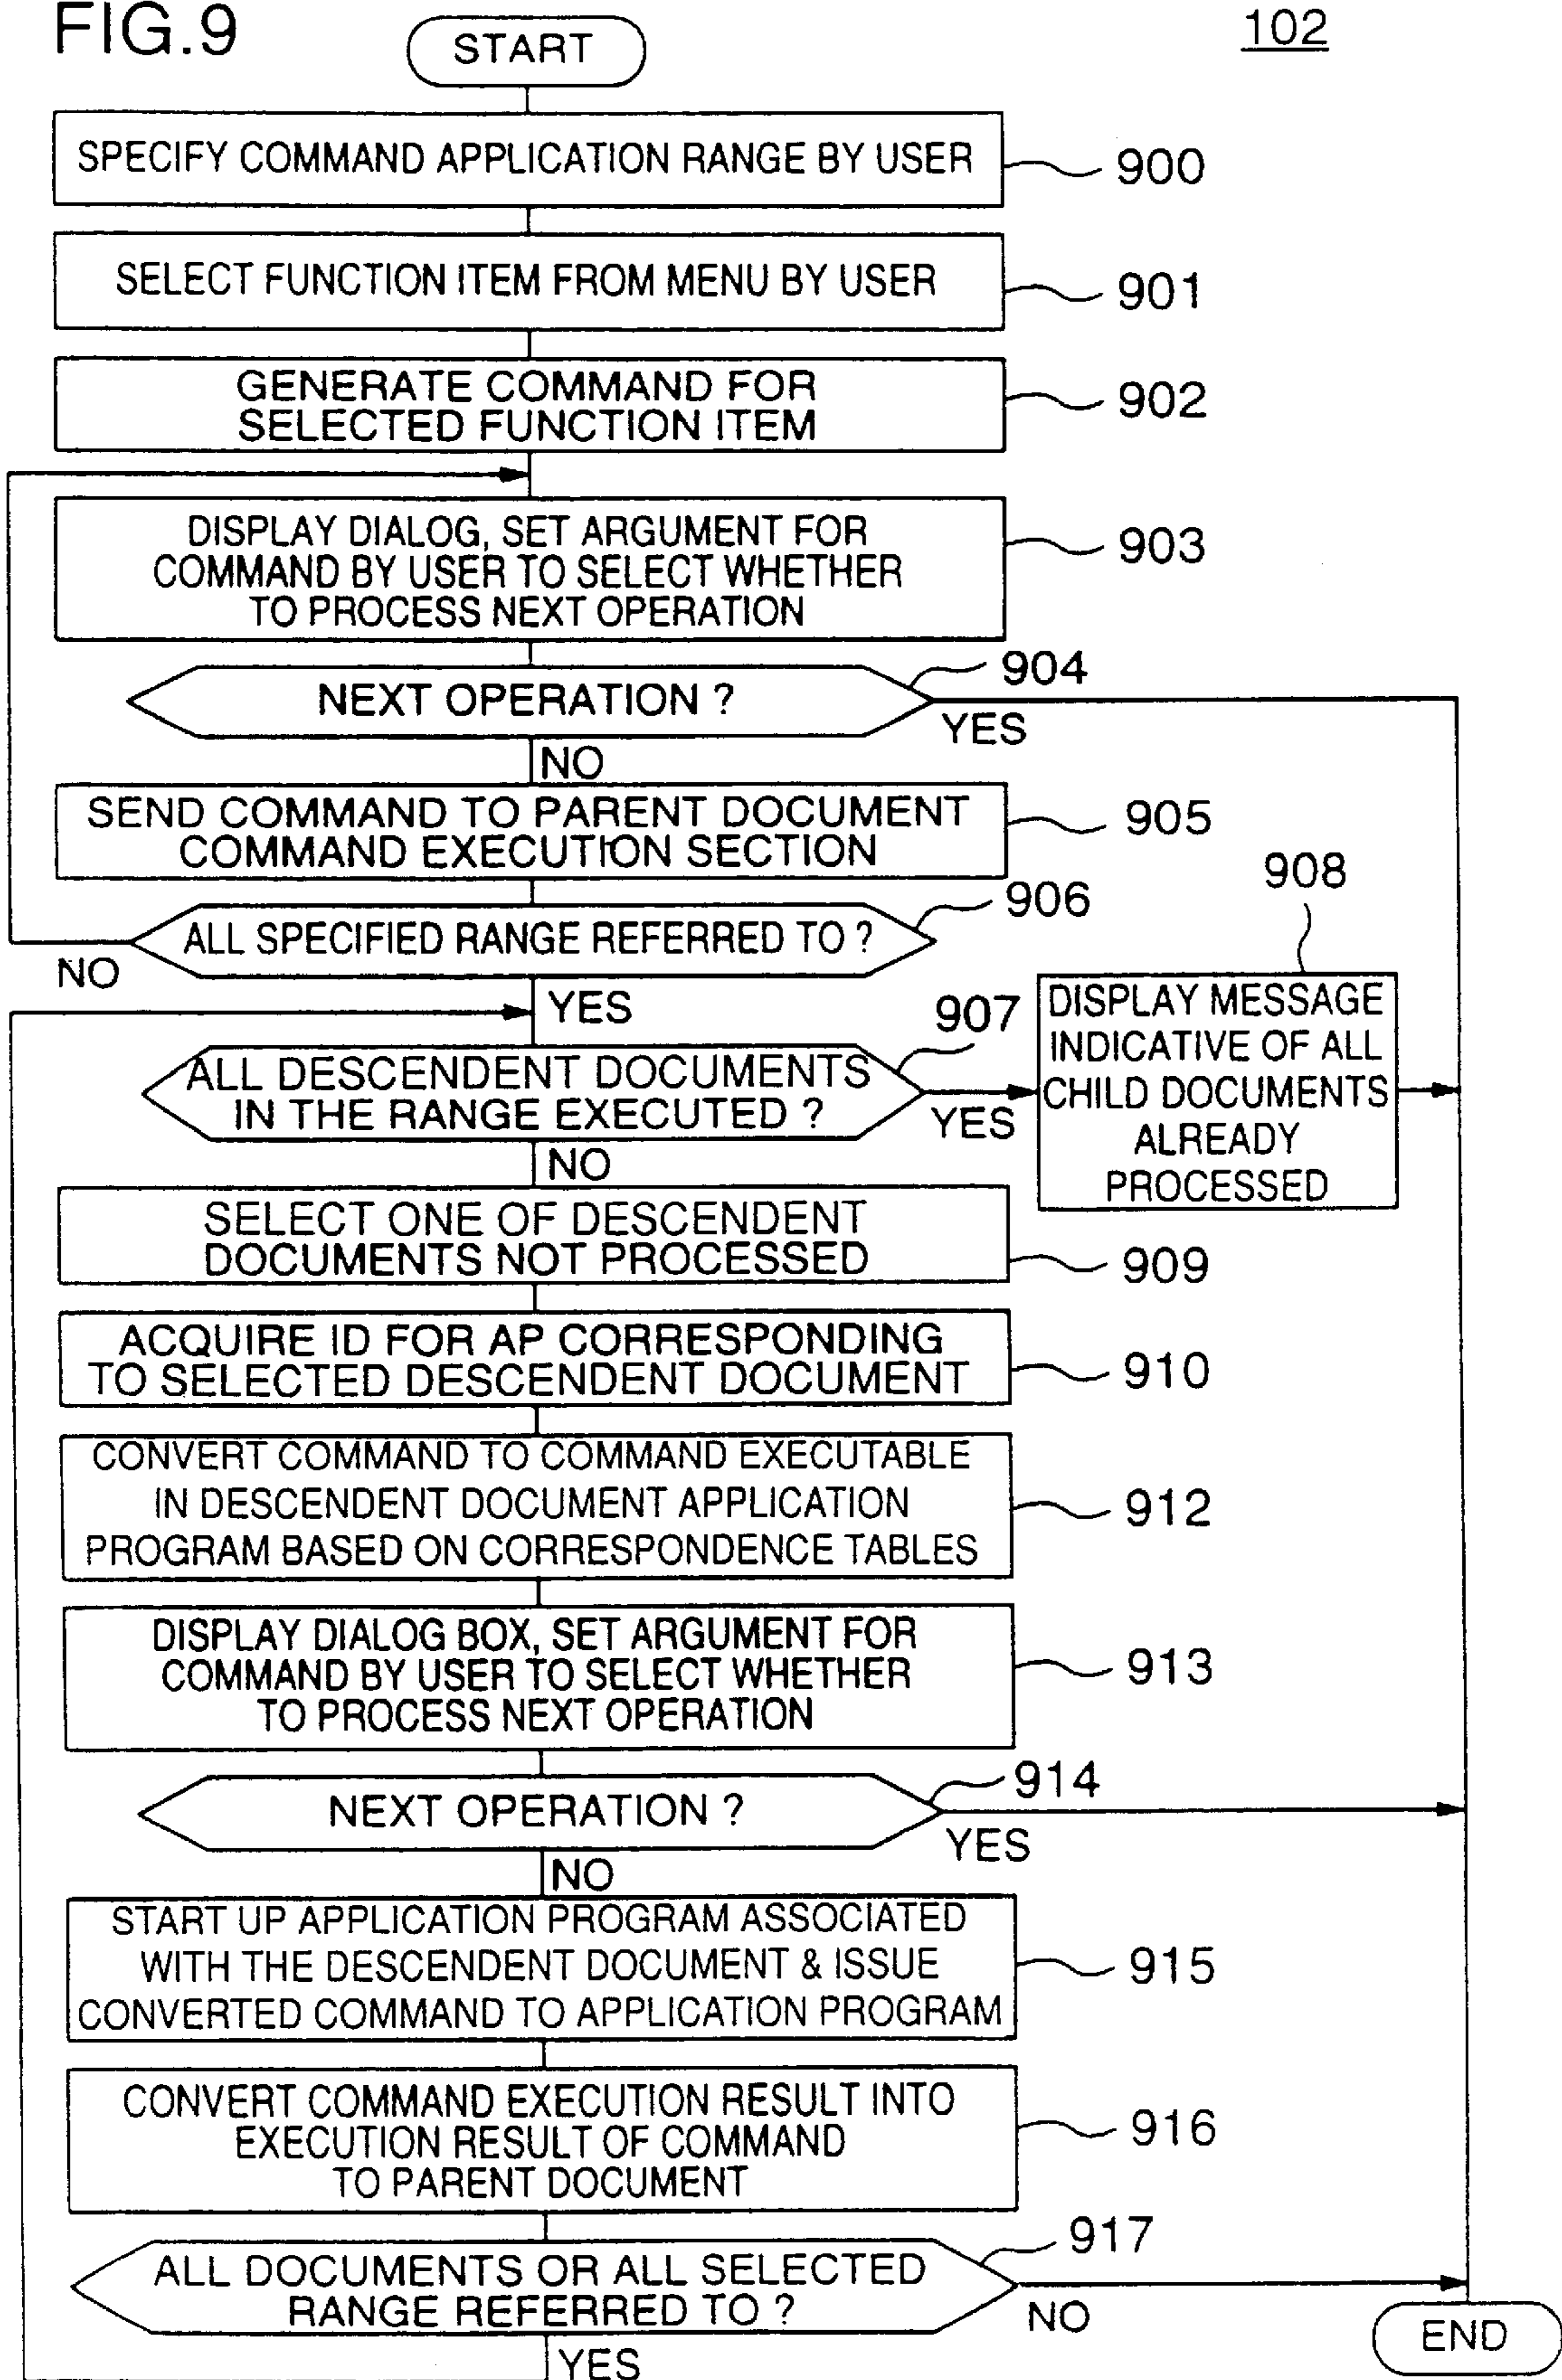 FIG.9
102
START
SPECIFY COMMAND APPLICATION RANGE BY USER
900
SELECT FUNCTION ITEM FROM MENU BY USER
901
GENERATE COMMAND FOR
SELECTED FUNCTION ITEM
902
DISPLAY DIALOG, SET ARGUMENT FOR
COMMAND BY USER TO SELECT WHETHER
TO PROCESS NEXT OPERATION
903
NEXT OPERATION ?
904
YES
NO
SEND COMMAND TO PARENT DOCUMENT
COMMAND EXECUTION SECTION
905
ALL SPECIFIED RANGE REFERRED TO ?
906
NO
YES
ALL DESCENDENT DOCUMENTS
IN THE RANGE EXECUTED ?
907
YES
908
DISPLAY MESSAGE
INDICATIVE OF ALL
CHILD DOCUMENTS
ALREADY
PROCESSED
NO
SELECT ONE OF DESCENDENT
DOCUMENTS NOT PROCESSED
909
ACQUIRE ID FOR AP CORRESPONDING
TO SELECTED DESCENDENT DOCUMENT
910
CONVERT COMMAND TO COMMAND EXECUTABLE
IN DESCENDENT DOCUMENT APPLICATION
PROGRAM BASED ON CORRESPONDENCE TABLES
912
DISPLAY DIALOG BOX, SET ARGUMENT FOR
COMMAND BY USER TO SELECT WHETHER
TO PROCESS NEXT OPERATION
913
NEXT OPERATION ?
914
YES
NO
START UP APPLICATION PROGRAM ASSOCIATED
WITH THE DESCENDENT DOCUMENT & ISSUE
CONVERTED COMMAND TO APPLICATION PROGRAM
915
CONVERT COMMAND EXECUTION RESULT INTO
EXECUTION RESULT OF COMMAND
TO PARENT DOCUMENT
916
ALL DOCUMENTS OR ALL SELECTED
RANGE REFERRED TO ?
917
NO
YES
END